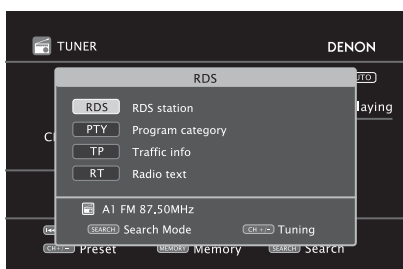 TUNER DENON
RDS
UTO
RDS RDS station
laying
PTY Program category
C
TP Traffic info
RT Radio text
A1 FM 87.50MHz
SEARCH Search Mode CH +/− Tuning
CH +/− Preset MEMORY Memory SEARCH Search